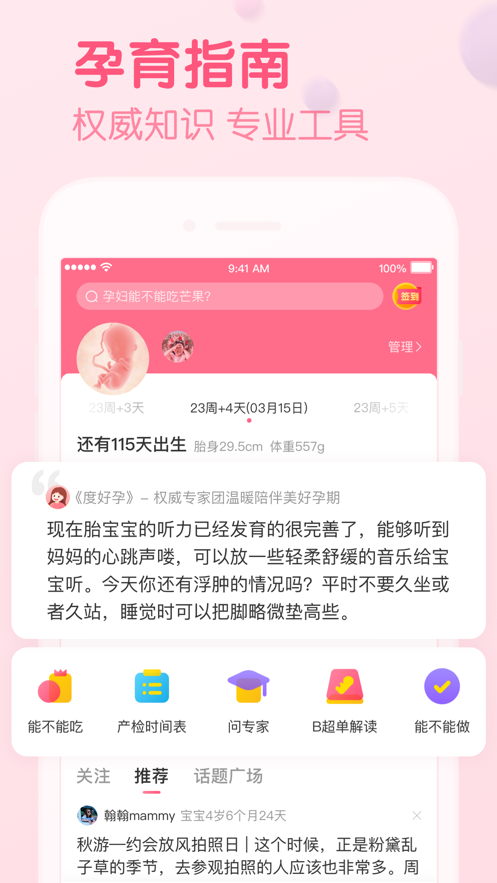 孕育指南
权威知识 专业工具
9:41 AM
100%
孕妇能不能吃芒果?
签到
管理
23周+3天
23周+4天(03月15日)
23周+5天
还有115天出生 胎身29.5cm 体重557g
《度好孕》- 权威专家团温暖陪伴美好孕期
现在胎宝宝的听力已经发育的很完善了，能够听到
妈妈的心跳声喽，可以放一些轻柔舒缓的音乐给宝
宝听。今天你还有浮肿的情况吗？平时不要久坐或
者久站，睡觉时可以把脚略微垫高些。
能不能吃
产检时间表
问专家
B超单解读
能不能做
关注
推荐
话题广场
翰翰mammy 宝宝4岁6个月24天
秋游—约会放风拍照日 | 这个时候，正是粉黛乱
子草的季节，去参观拍照的人应该也非常多。周